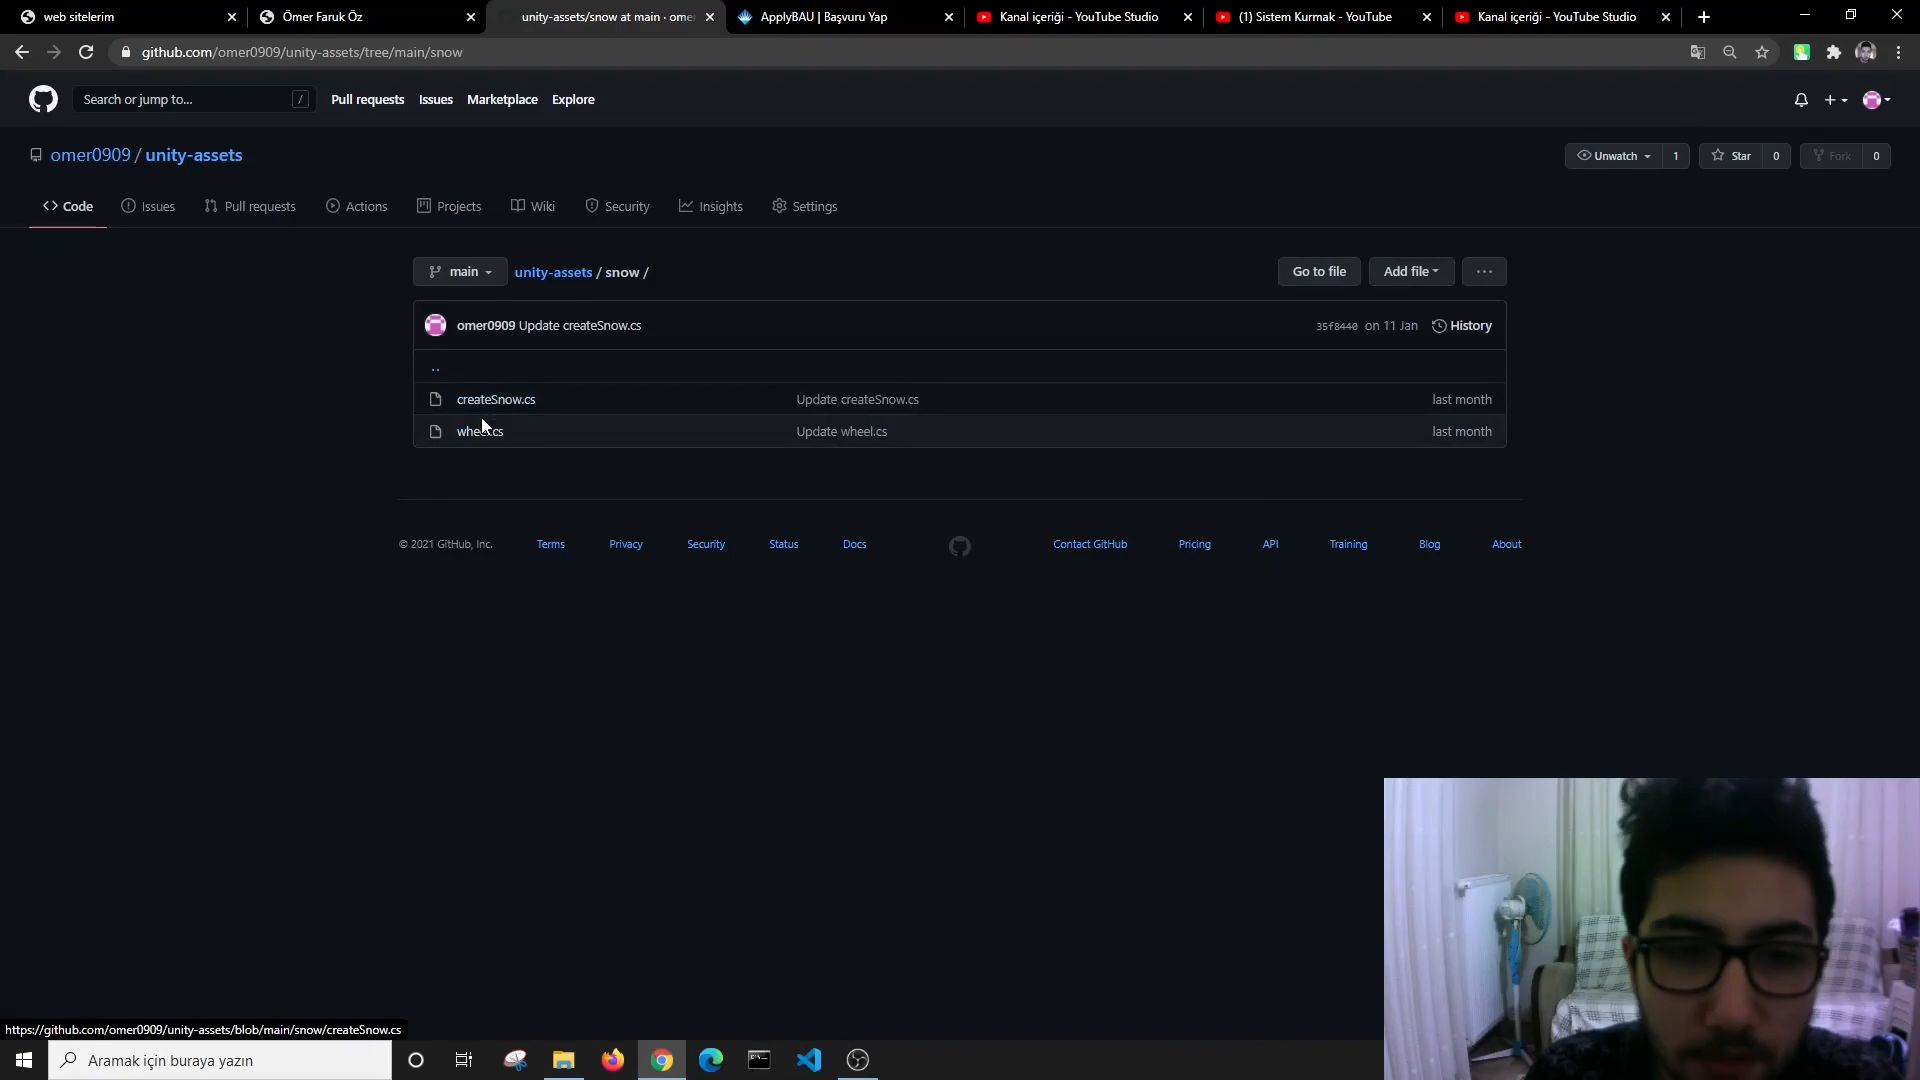 web sitelerim
Ömer Faruk Öz
unity-assets/snow at main · omer
ApplyBAU | Başvuru Yap
Kanal içeriği - YouTube Studio
(1) Sistem Kurmak - YouTube
Kanal içeriği - YouTube Studio
github.com/omer0909/unity-assets/tree/main/snow
Search or jump to... /
Pull requests Issues Marketplace Explore
omer0909 / unity-assets
Unwatch 1 Star 0 Fork 0
Code Issues Pull requests Actions Projects Wiki Security Insights Settings
main unity-assets / snow / Go to file Add file
omer0909 Update createSnow.cs 35f8440 on 11 Jan History
..
createSnow.cs Update createSnow.cs last month
wheel.cs Update wheel.cs last month
© 2021 GitHub, Inc. Terms Privacy Security Status Docs Contact GitHub Pricing API Training Blog About
https://github.com/omer0909/unity-assets/blob/main/snow/createSnow.cs
Aramak için buraya yazın